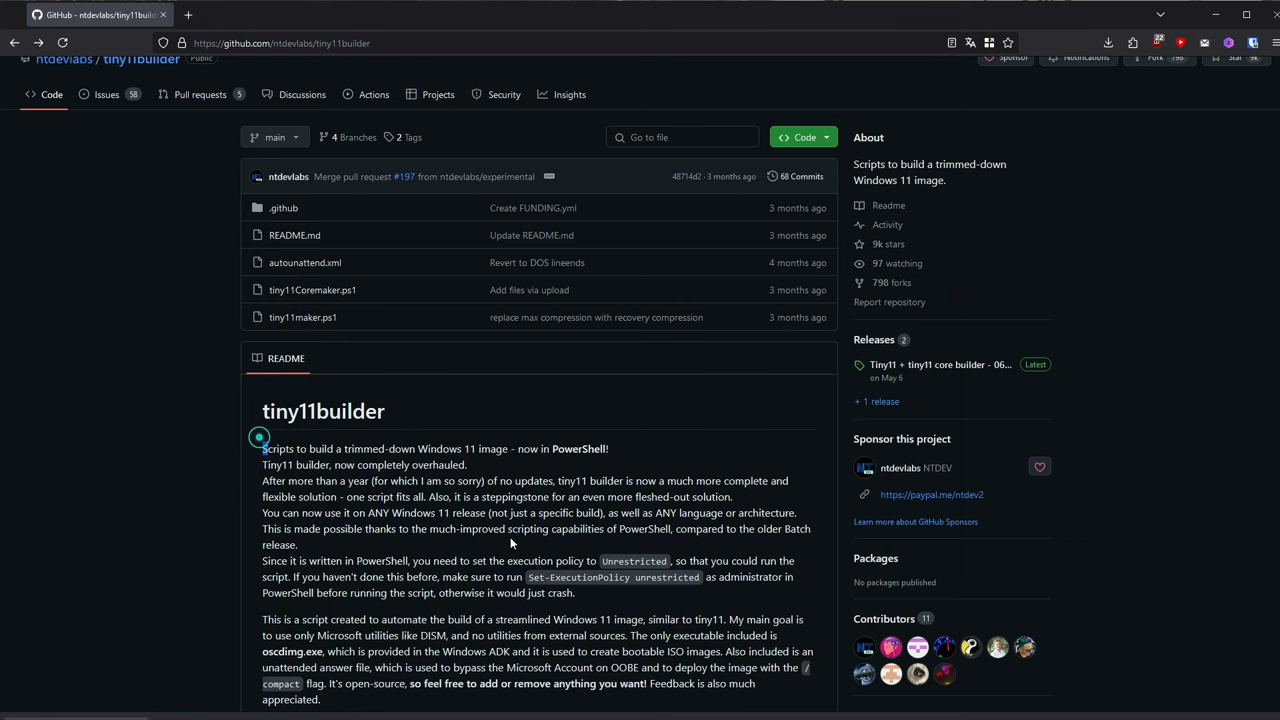 GitHub - ntdevlabs/tiny11build
https://github.com/ntdevlabs/tiny11builder
22
ntdevlabs / tiny11builder Public
Sponsor Notifications Fork 798 Star 9k
Code Issues 58 Pull requests 5 Discussions Actions Projects Security Insights
main 4 Branches 2 Tags Go to file Code
ntdevlabs Merge pull request #197 from ntdevlabs/experimental 48714d2 · 3 months ago 68 Commits
.github Create FUNDING.yml 3 months ago
README.md Update README.md 3 months ago
autounattend.xml Revert to DOS lineends 4 months ago
tiny11Coremaker.ps1 Add files via upload 3 months ago
tiny11maker.ps1 replace max compression with recovery compression 3 months ago
README
tiny11builder
Scripts to build a trimmed-down Windows 11 image - now in PowerShell!
Tiny11 builder, now completely overhauled.
After more than a year (for which I am so sorry) of no updates, tiny11 builder is now a much more complete and
flexible solution - one script fits all. Also, it is a steppingstone for an even more fleshed-out solution.
You can now use it on ANY Windows 11 release (not just a specific build), as well as ANY language or architecture.
This is made possible thanks to the much-improved scripting capabilities of PowerShell, compared to the older Batch
release.
Since it is written in PowerShell, you need to set the execution policy to Unrestricted , so that you could run the
script. If you haven't done this before, make sure to run Set-ExecutionPolicy unrestricted as administrator in
PowerShell before running the script, otherwise it would just crash.
This is a script created to automate the build of a streamlined Windows 11 image, similar to tiny11. My main goal is
to use only Microsoft utilities like DISM, and no utilities from external sources. The only executable included is
oscdimg.exe, which is provided in the Windows ADK and it is used to create bootable ISO images. Also included is an
unattended answer file, which is used to bypass the Microsoft Account on OOBE and to deploy the image with the /
compact flag. It's open-source, so feel free to add or remove anything you want! Feedback is also much
appreciated.
About
Scripts to build a trimmed-down
Windows 11 image.
Readme
Activity
9k stars
97 watching
798 forks
Report repository
Releases 2
Tiny11 + tiny11 core builder - 06... Latest
on May 6
+ 1 release
Sponsor this project
ntdevlabs NTDEV
https://paypal.me/ntdev2
Learn more about GitHub Sponsors
Packages
No packages published
Contributors 11